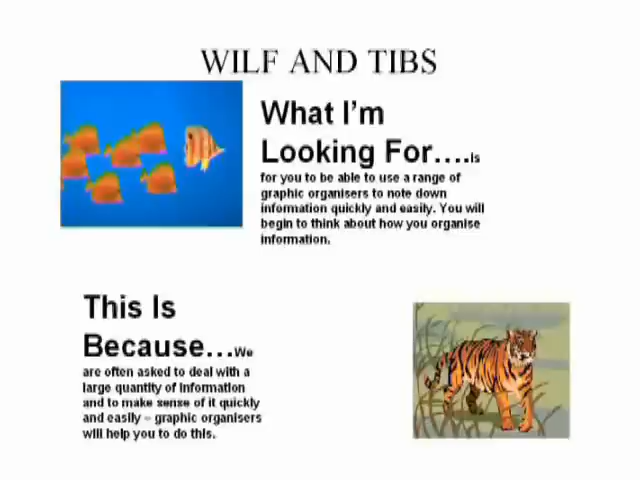 WILF AND TIBS
What I'm
Looking For....is
for you to be able to use a range of
graphic organisers to note down
information quickly and easily. You will
begin to think about how you organise
information.
This Is
Because...We
are often asked to deal with a
large quantity of information
and to make sense of it quickly
and easily – graphic organisers
will help you to do this.